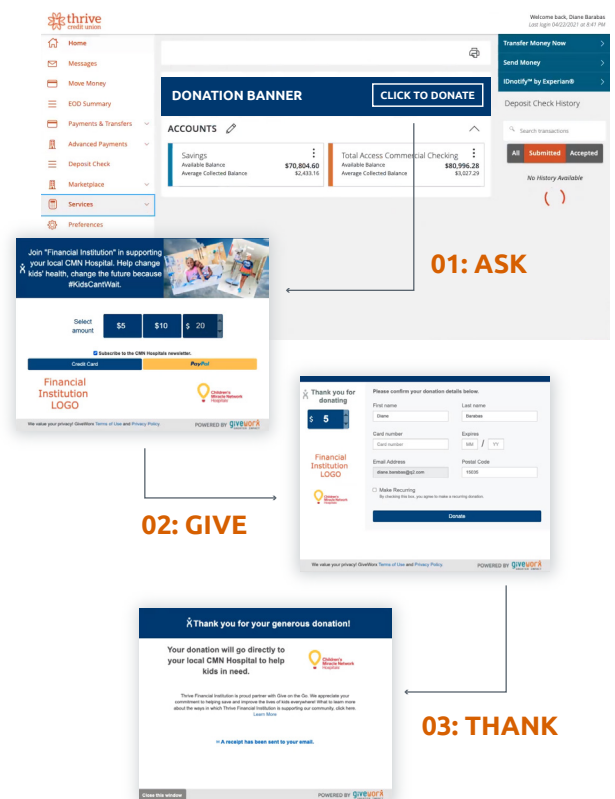 thrive
credit union
Welcome back, Diane Barabas
Last login 04/22/2021 at 8:41 PM
Home
Messages
Move Money
EOD Summary
Payments & Transfers
Advanced Payments
Deposit Check
Marketplace
Services
Preferences
DONATION BANNER
CLICK TO DONATE
ACCOUNTS
Savings
Available Balance $70,804.60
Average Collected Balance $2,433.16
Total Access Commercial Checking
Available Balance $80,996.28
Average Collected Balance $3,027.29
Transfer Money Now
Send Money
IDnotify™ by Experian®
Deposit Check History
Search transactions
All Submitted Accepted
No History Available
01: ASK
Join "Financial Institution" in supporting
your local CMN Hospital. Help change
kids' health, change the future because
#KidsCantWait.
Select
amount
$5 $10 $ 20
Subscribe to the CMN Hospitals newsletter.
Credit Card PayPal
Financial
Institution
LOGO
Children's
Miracle Network
Hospitals
We value your privacy! GiveWorx Terms of Use and Privacy Policy.
POWERED BY giveworx
02: GIVE
Thank you for
donating
$ 5
Financial
Institution
LOGO
Children's
Miracle Network
Hospitals
Please confirm your donation details below.
First name Last name
Diane Barabas
Card number Expires
Card number MM / YY
Email Address Postal Code
diane.barabas@q2.com 15035
Make Recurring
By checking this box, you agree to make a recurring donation.
Donate
We value your privacy! GiveWorx Terms of Use and Privacy Policy.
POWERED BY giveworx
03: THANK
Thank you for your generous donation!
Your donation will go directly to
your local CMN Hospital to help
kids in need.
Children's
Miracle Network
Hospitals
Thrive Financial Institution is proud partner with Give on the Go. We appreciate your
commitment to helping save and improve the lives of kids everywhere! What to learn more
about the ways in which Thrive Financial Institution is supporting our community, click here.
Learn More
A receipt has been sent to your email.
Close this window
POWERED BY giveworx